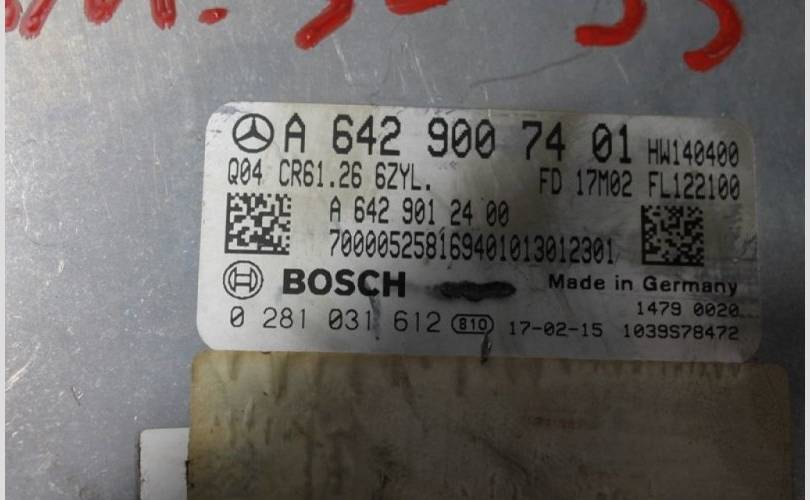 A 642 900 74 01 HW140400
Q04 CR61.26 6ZYL. FD 17M02 FL122100
A 642 901 24 00
700005258169401013012301
BOSCH Made in Germany
1479 0020
0 281 031 612 810 17-02-15 1039S78472